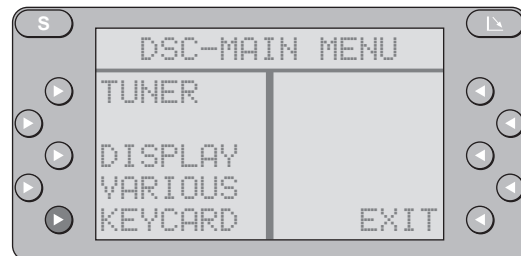 S
DSC-MAIN MENU
TUNER
DISPLAY
VARIOUS
KEYCARD EXIT